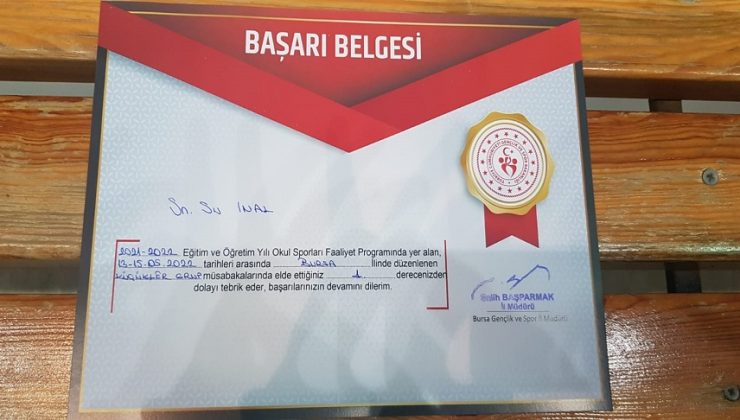 BAŞARI BELGESİ
Sn. Su İNAL
2021-2022 Eğitim ve Öğretim Yılı Okul Sporları Faaliyet Programında yer alan,
13-15.05.2022 tarihleri arasında BURSA İlinde düzenlenen
KÜÇÜKLER GRUP müsabakalarında elde ettiğiniz 1. derecenizden
dolayı tebrik eder, başarılarınızın devamını dilerim.
Salih BAŞPARMAK
İl Müdürü
Bursa Gençlik ve Spor İl Müdürü